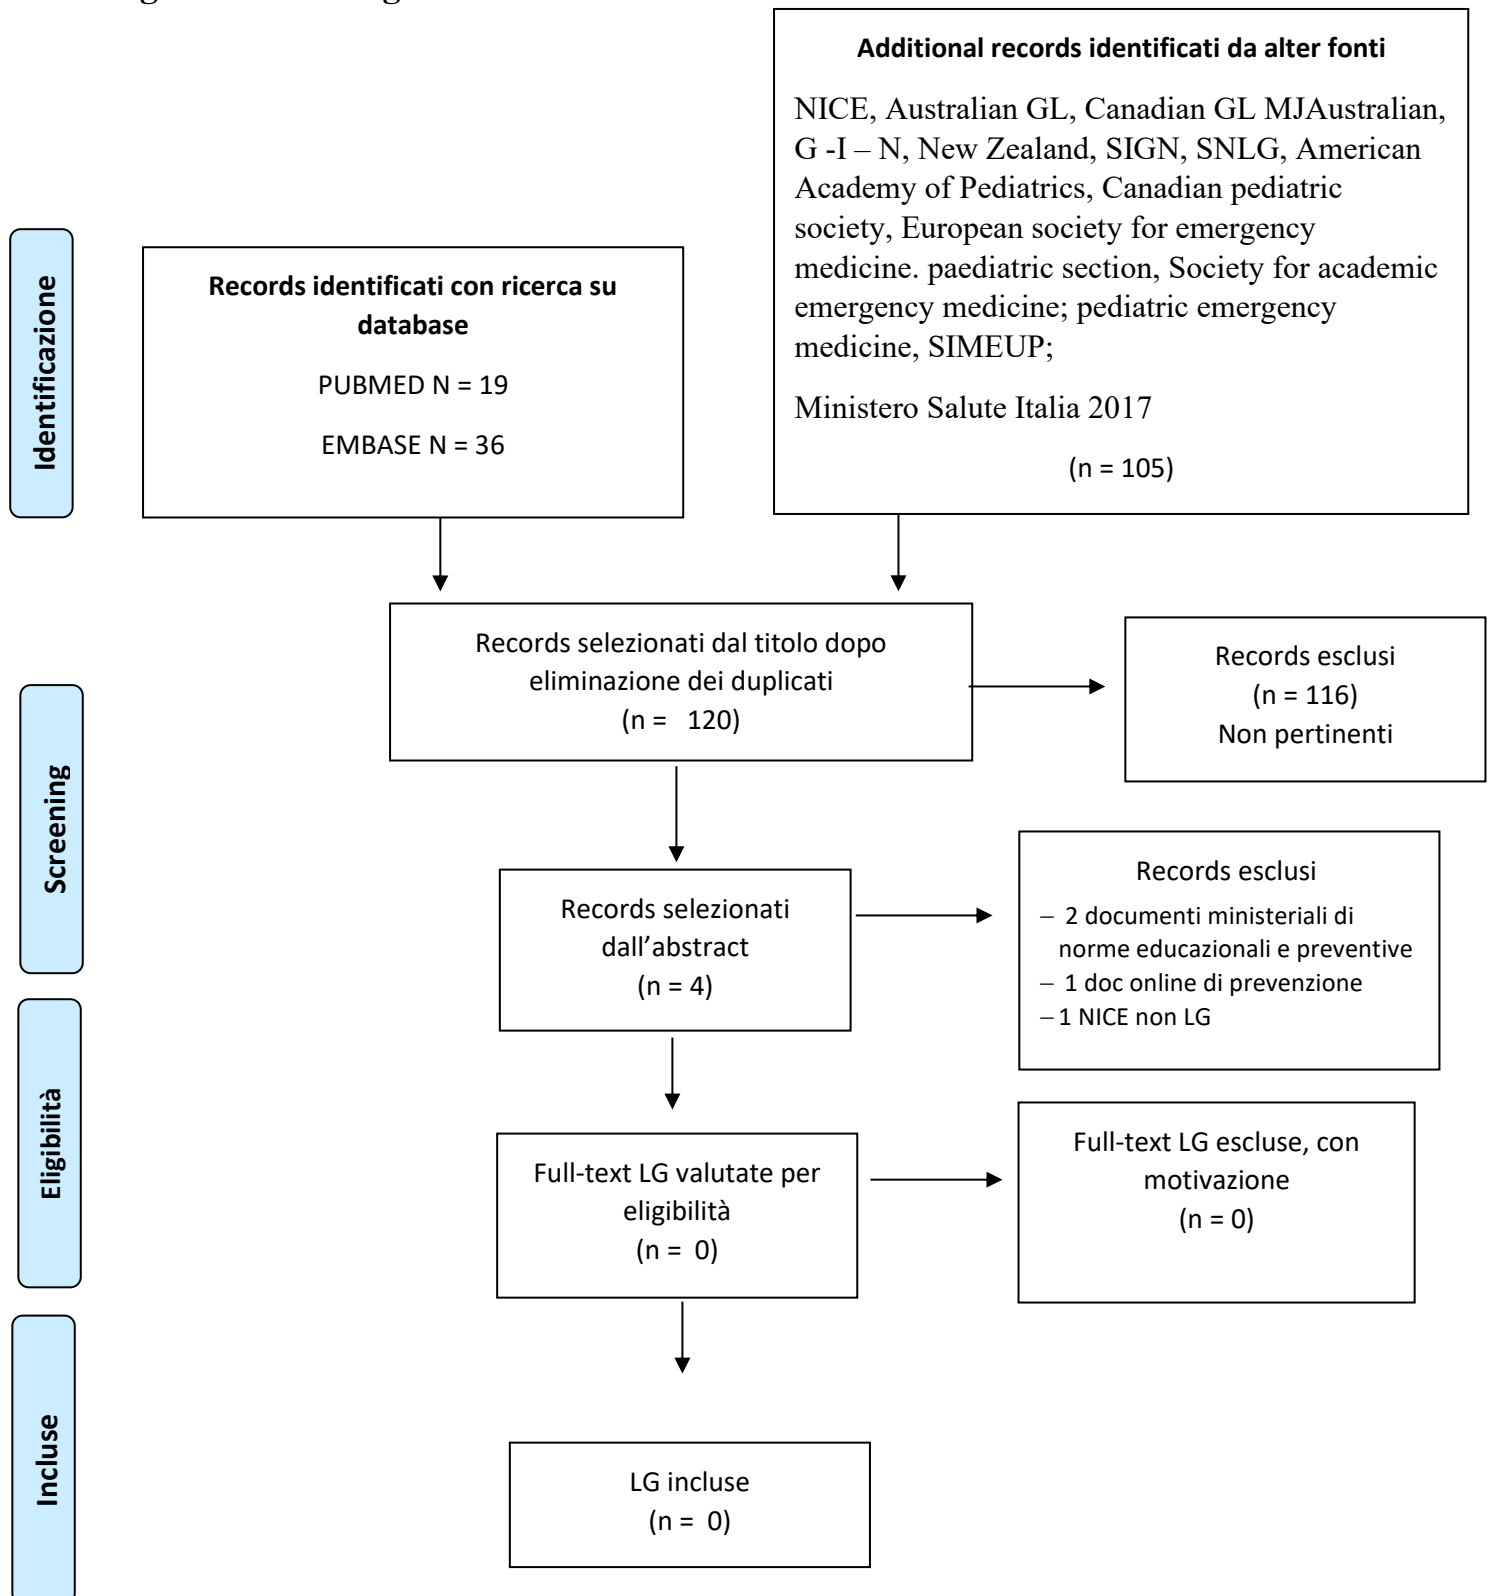 Additional records identificati da alter fonti
NICE, Australian GL, Canadian GL MJAustralian,
G -I – N, New Zealand, SIGN, SNLG, American
Academy of Pediatrics, Canadian pediatric
society, European society for emergency
medicine. paediatric section, Society for academic
emergency medicine; pediatric emergency
medicine, SIMEUP;
Ministero Salute Italia 2017
(n = 105)
Identificazione
Records identificati con ricerca su
database
PUBMED N = 19
EMBASE N = 36
Records selezionati dal titolo dopo
eliminazione dei duplicati
(n = 120)
Records esclusi
(n = 116)
Non pertinenti
Screening
Records selezionati
dall’abstract
(n = 4)
Records esclusi
– 2 documenti ministeriali di
norme educazionali e preventive
– 1 doc online di prevenzione
– 1 NICE non LG
Eligibilità
Full-text LG valutate per
eligibilità
(n = 0)
Full-text LG escluse, con
motivazione
(n = 0)
Incluse
LG incluse
(n = 0)